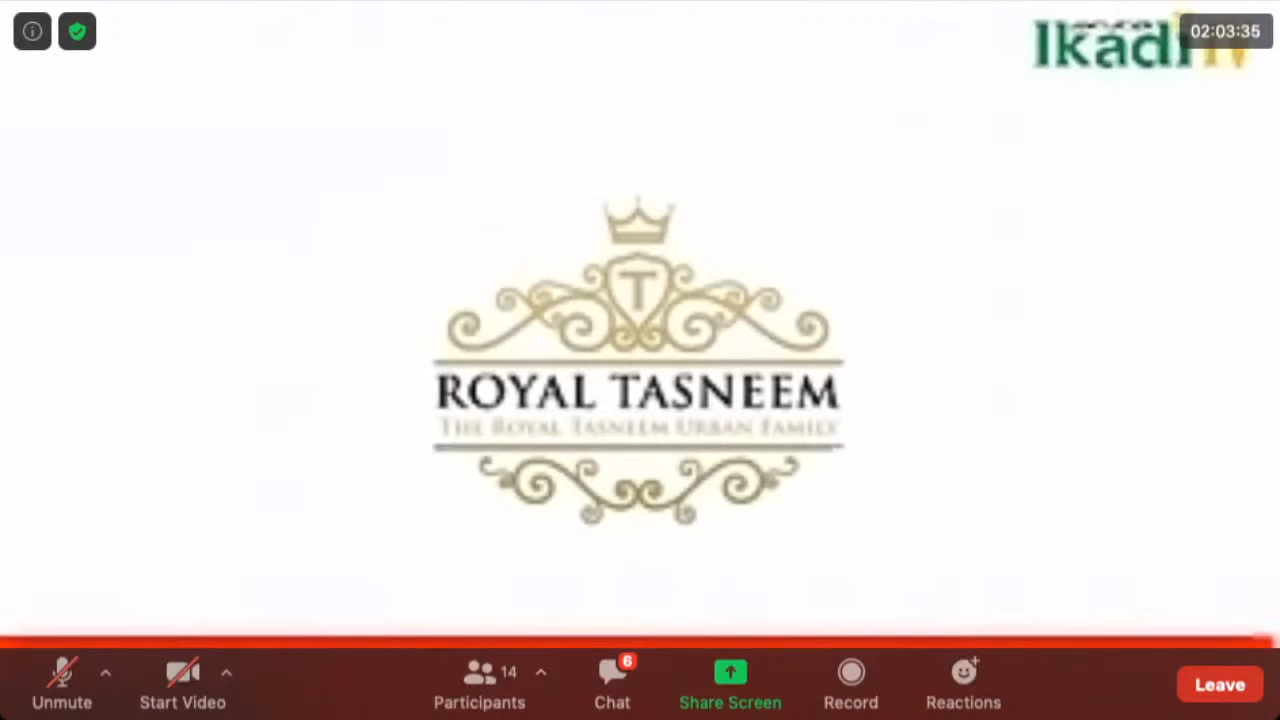 Ikadi TV
02:03:35
T
ROYAL TASNEEM
THE ROYAL TASNEEM URBAN FAMILY
14
6
Unmute
Start Video
Participants
Chat
Share Screen
Record
Reactions
Leave